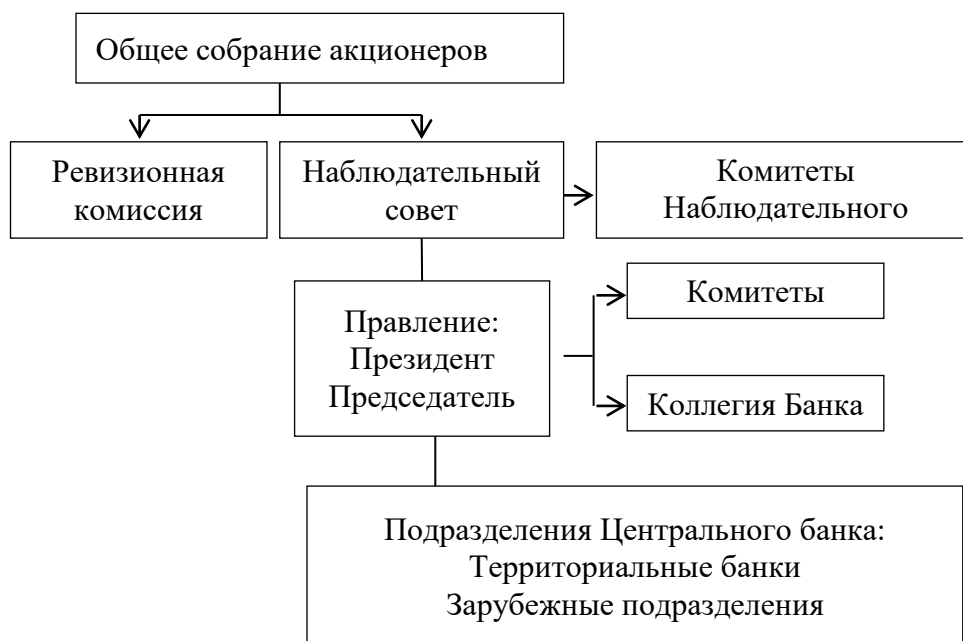 Общее собрание акционеров
Ревизионная
комиссия
Наблюдательный
совет
Комитеты
Наблюдательного
Правление:
Президент
Председатель
Комитеты
Коллегия Банка
Подразделения Центрального банка:
Территориальные банки
Зарубежные подразделения